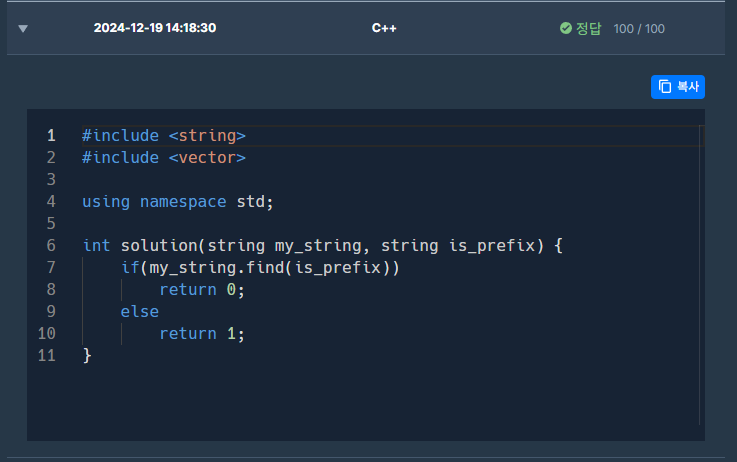 2024-12-19 14:18:30 C++ 정답 100 / 100
복사
1 #include <string>
2 #include <vector>
3
4 using namespace std;
5
6 int solution(string my_string, string is_prefix) {
7     if(my_string.find(is_prefix))
8         return 0;
9     else
10         return 1;
11 }